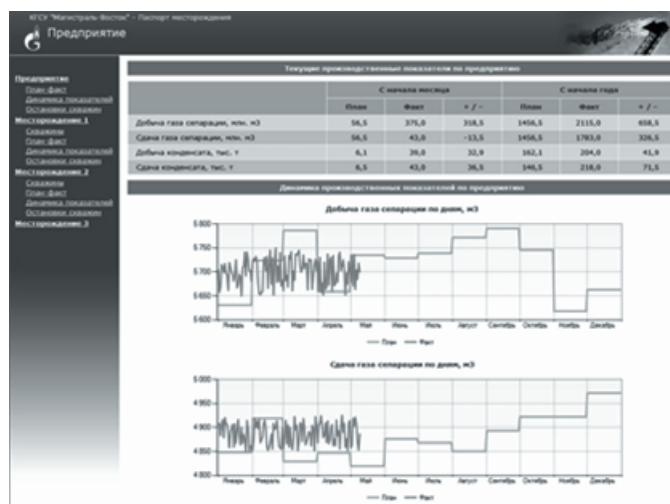 КГСУ "Магистраль-Восток" - Паспорт месторождения
Предприятие
Предприятие
План-факт
Динамика показателей
Остановки скважин
Месторождение 1
Скважины
План-факт
Динамика показателей
Остановки скважин
Месторождение 2
Скважины
План-факт
Динамика показателей
Остановки скважин
Месторождение 3
Текущие производственные показатели по предприятию
С начала месяца С начала года
План Факт + / - План Факт + / -
Добыча газа сепарации, млн. м3 56,5 375,0 318,5 1456,5 2115,0 658,5
Сдача газа сепарации, млн. м3 56,5 43,0 -13,5 1456,5 1783,0 326,5
Добыча конденсата, тыс. т 6,1 39,0 32,9 162,1 204,0 41,9
Сдача конденсата, тыс. т 6,5 43,0 36,5 146,5 218,0 71,5
Динамика производственных показателей по предприятию
Добыча газа сепарации по дням, м3
5 800
5 750
5 700
5 650
5 600
Январь Февраль Март Апрель Май Июнь Июль Август Сентябрь Октябрь Ноябрь Декабрь
План Факт
Сдача газа сепарации по дням, м3
5 000
4 950
4 900
4 850
4 800
Январь Февраль Март Апрель Май Июнь Июль Август Сентябрь Октябрь Ноябрь Декабрь
План Факт